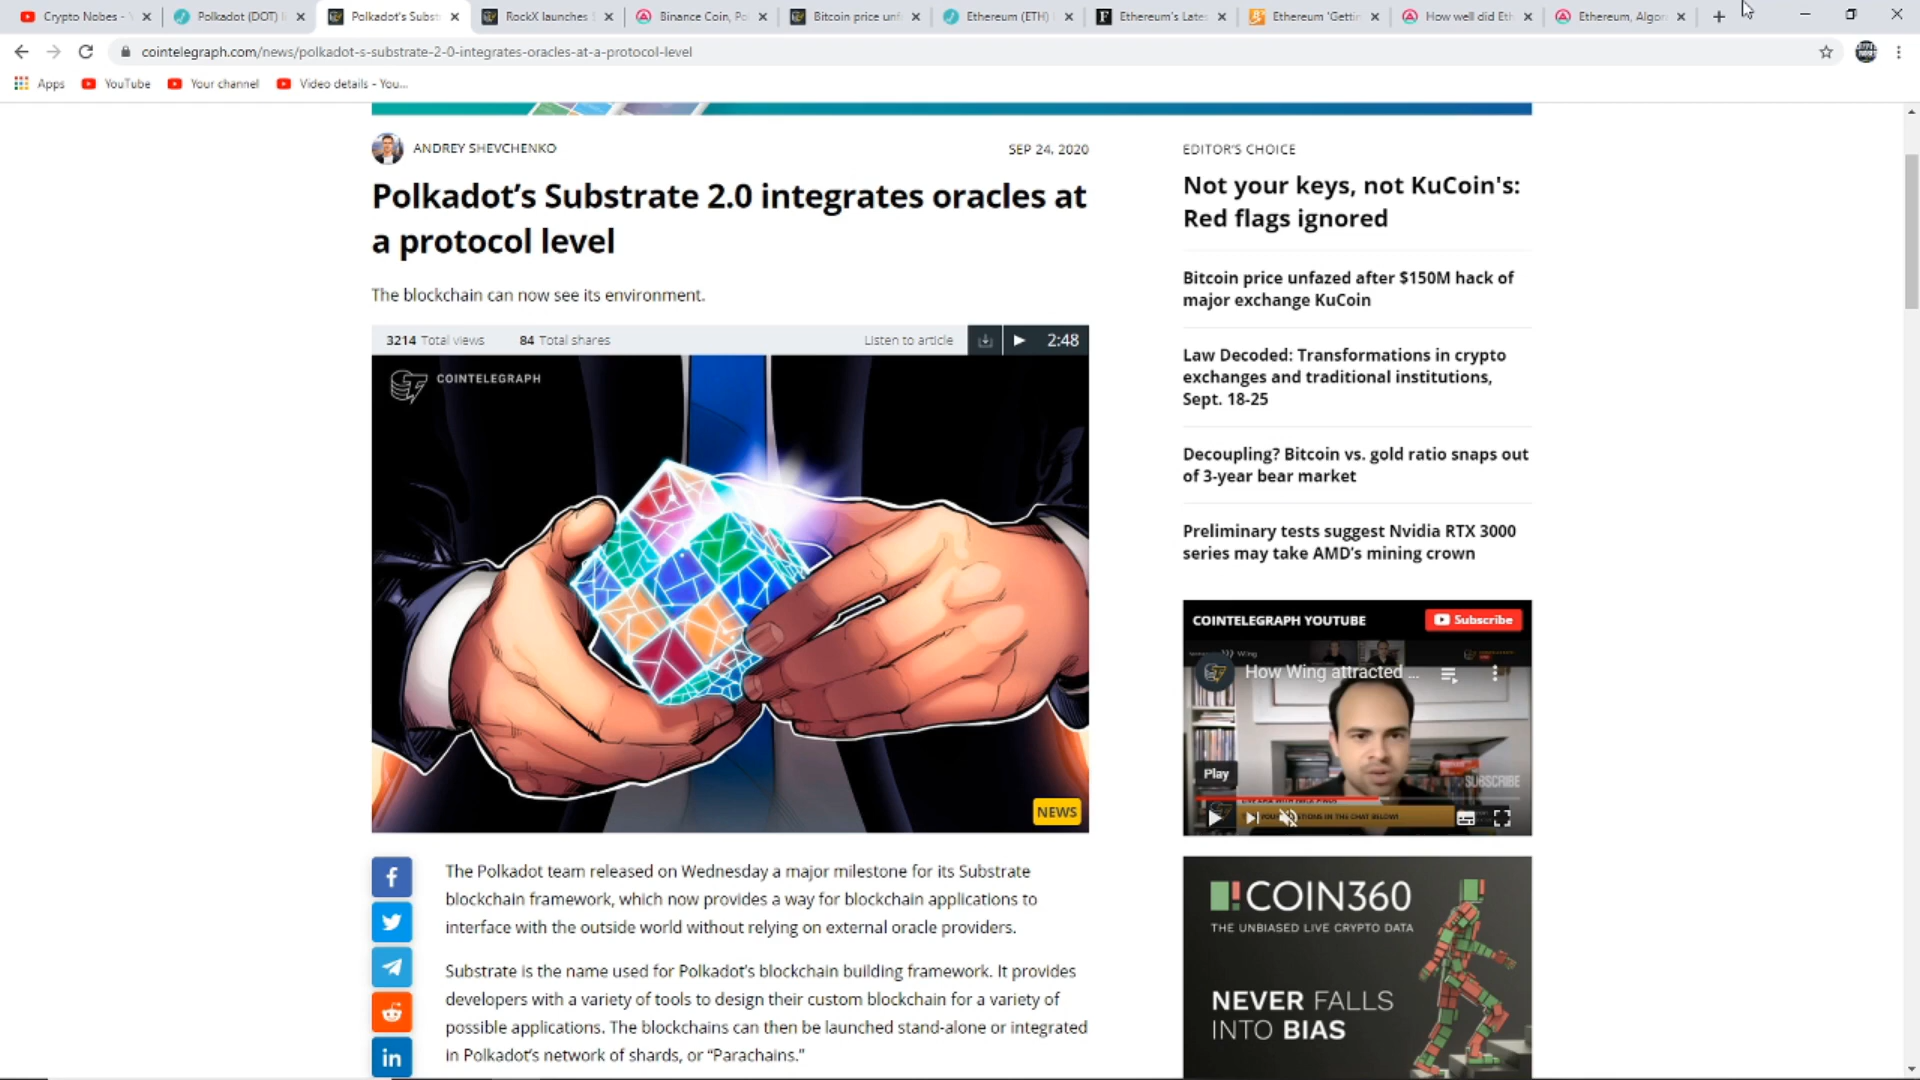 Crypto Nobes -
Polkadot (DOT)
Polkadot's Subst
RockX launches
Binance Coin, Po
Bitcoin price unf
Ethereum (ETH)
Ethereum's Late
Ethereum 'Gettin
How well did Eth
Ethereum, Algor
cointelegraph.com/news/polkadot-s-substrate-2-0-integrates-oracles-at-a-protocol-level
Apps
YouTube
Your channel
Video details - You...
ANDREY SHEVCHENKO
SEP 24, 2020
Polkadot's Substrate 2.0 integrates oracles at
a protocol level
The blockchain can now see its environment.
3214 Total views
84 Total shares
Listen to article
2:48
COINTELEGRAPH
NEWS
The Polkadot team released on Wednesday a major milestone for its Substrate
blockchain framework, which now provides a way for blockchain applications to
interface with the outside world without relying on external oracle providers.
Substrate is the name used for Polkadot's blockchain building framework. It provides
developers with a variety of tools to design their custom blockchain for a variety of
possible applications. The blockchains can then be launched stand-alone or integrated
in Polkadot's network of shards, or “Parachains.”
EDITOR'S CHOICE
Not your keys, not KuCoin's:
Red flags ignored
Bitcoin price unfazed after $150M hack of
major exchange KuCoin
Law Decoded: Transformations in crypto
exchanges and traditional institutions,
Sept. 18-25
Decoupling? Bitcoin vs. gold ratio snaps out
of 3-year bear market
Preliminary tests suggest Nvidia RTX 3000
series may take AMD's mining crown
COINTELEGRAPH YOUTUBE
Subscribe
Wing
How Wing attracted ...
Play
SUBSCRIBE
IN THE CHAT BELOW!
COIN360
THE UNBIASED LIVE CRYPTO DATA
NEVER FALLS
INTO BIAS